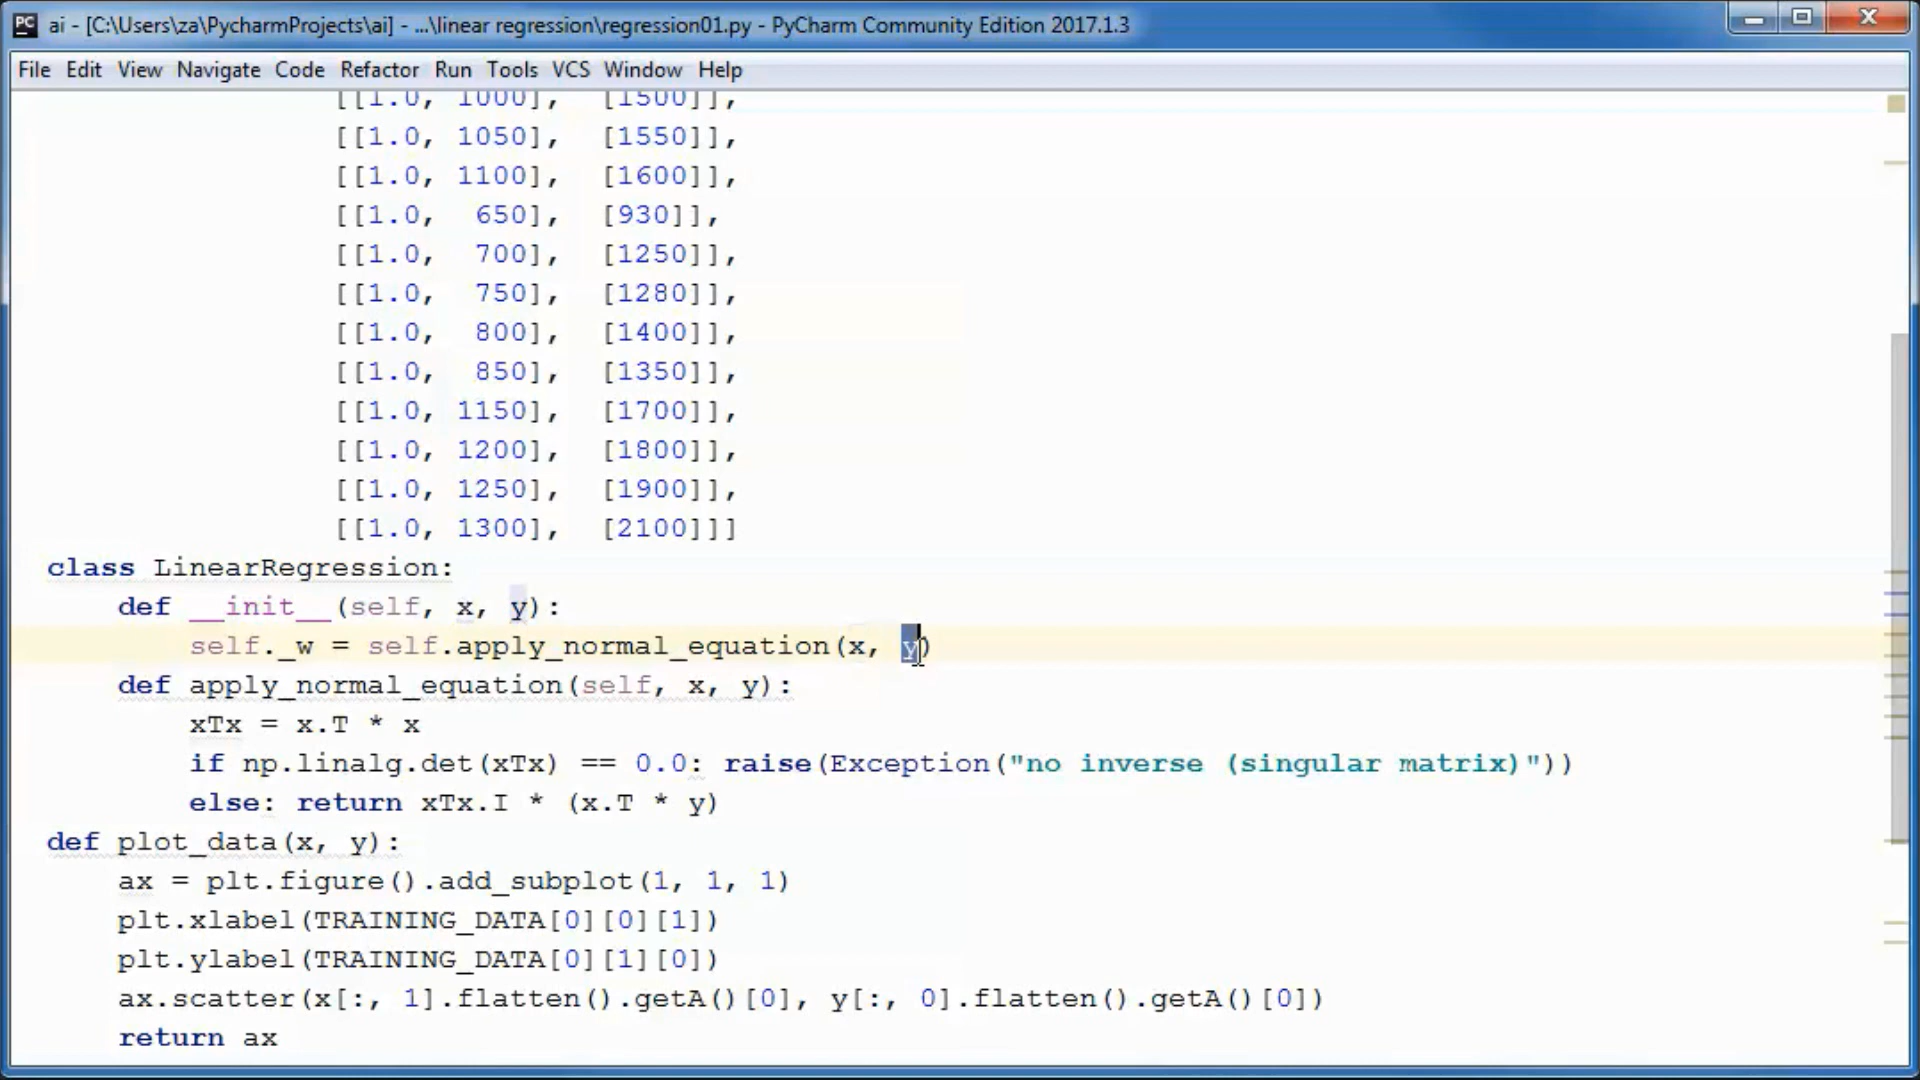 PC ai - [C:\Users\za\PycharmProjects\ai] - ...\linear regression\regression01.py - PyCharm Community Edition 2017.1.3
File Edit View Navigate Code Refactor Run Tools VCS Window Help
[[1.0, 1000], [1500]],
[[1.0, 1050], [1550]],
[[1.0, 1100], [1600]],
[[1.0, 650], [930]],
[[1.0, 700], [1250]],
[[1.0, 750], [1280]],
[[1.0, 800], [1400]],
[[1.0, 850], [1350]],
[[1.0, 1150], [1700]],
[[1.0, 1200], [1800]],
[[1.0, 1250], [1900]],
[[1.0, 1300], [2100]]]
class LinearRegression:
def __init__(self, x, y):
self._w = self.apply_normal_equation(x, y)
def apply_normal_equation(self, x, y):
xTx = x.T * x
if np.linalg.det(xTx) == 0.0: raise(Exception("no inverse (singular matrix)"))
else: return xTx.I * (x.T * y)
def plot_data(x, y):
ax = plt.figure().add_subplot(1, 1, 1)
plt.xlabel(TRAINING_DATA[0][0][1])
plt.ylabel(TRAINING_DATA[0][1][0])
ax.scatter(x[:, 1].flatten().getA()[0], y[:, 0].flatten().getA()[0])
return ax